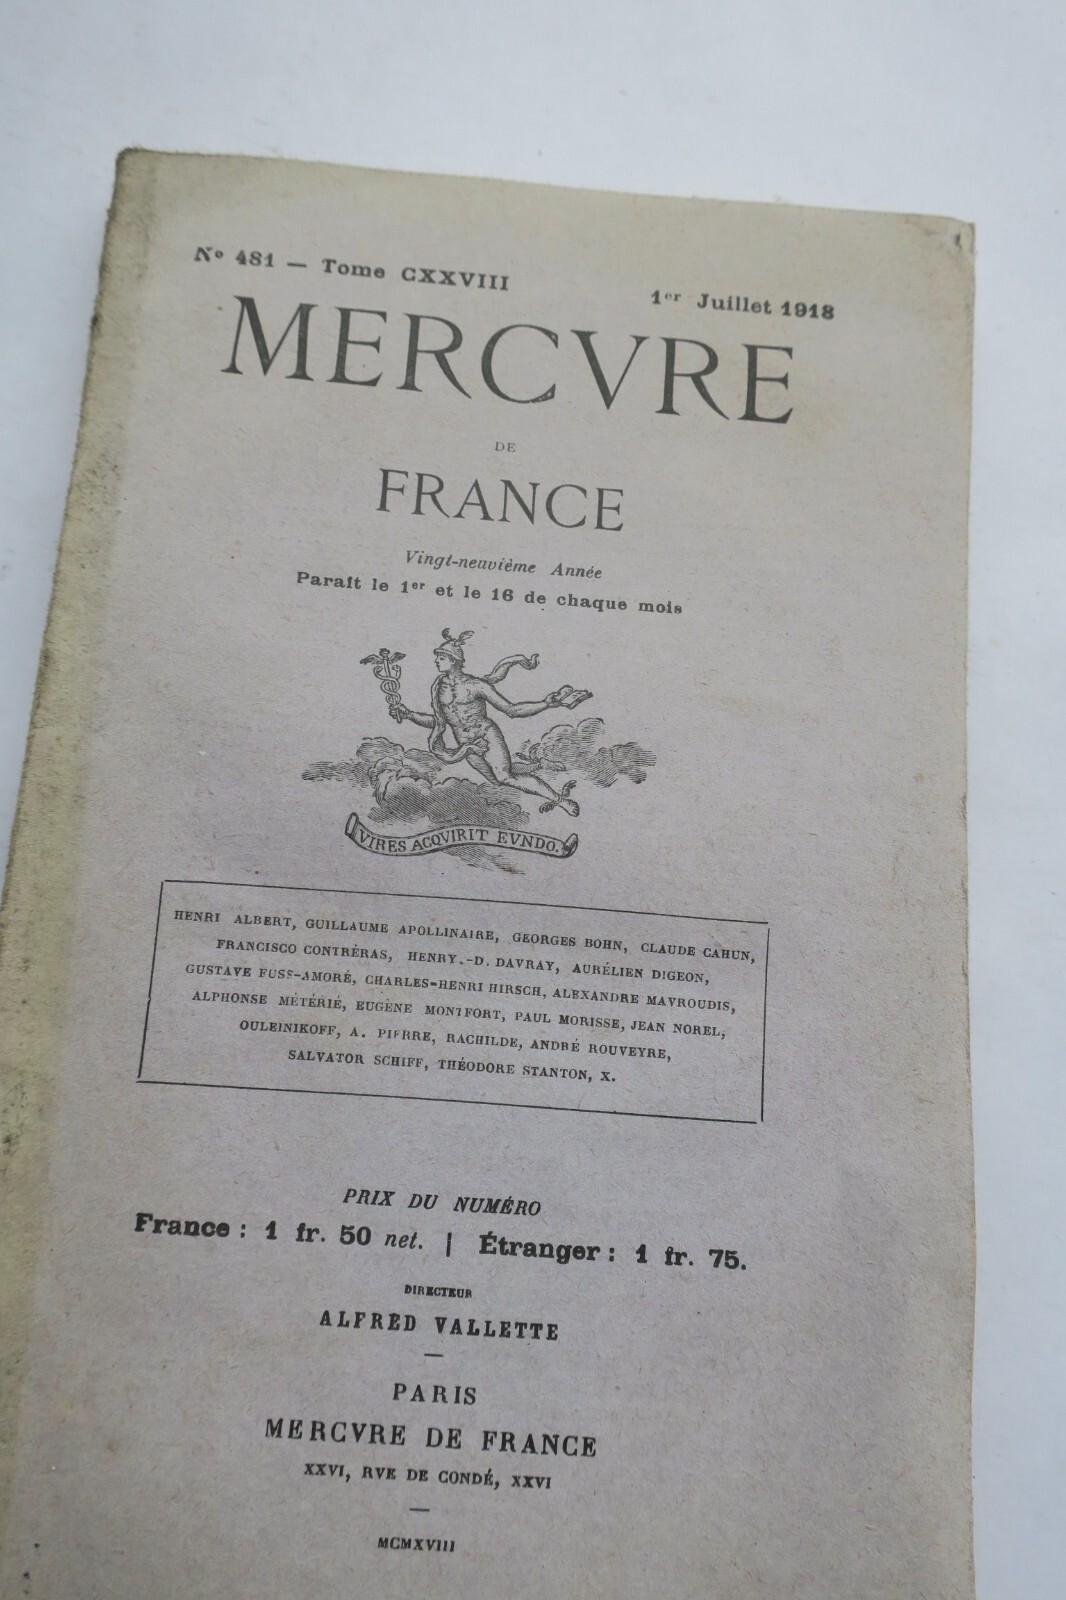 Nº 481 — Tome CXXVIII 1er Juillet 1918
MERCVRE
DE
FRANCE
Vingt-neuvième Année
Paraît le 1er et le 16 de chaque mois
VIRES ACQVIRIT EVNDO.
HENRI ALBERT, GUILLAUME APOLLINAIRE, GEORGES BOHN, CLAUDE CAHUN,
FRANCISCO CONTRÉRAS, HENRY.-D. DAVRAY, AURÉLIEN DIGEON,
GUSTAVE FUSS-AMORÉ, CHARLES-HENRI HIRSCH, ALEXANDRE MAVROUDIS,
ALPHONSE MÉTÉRIÉ, EUGÈNE MONTFORT, PAUL MORISSE, JEAN NOREL,
OULEINIKOFF, A. PIERRE, RACHILDE, ANDRÉ ROUVEYRE,
SALVATOR SCHIFF, THÉODORE STANTON, X.
PRIX DU NUMÉRO
France : 1 fr. 50 net. | Étranger : 1 fr. 75.
DIRECTEUR
ALFRED VALLETTE
PARIS
MERCVRE DE FRANCE
XXVI, RVE DE CONDÉ, XXVI
MCMXVIII